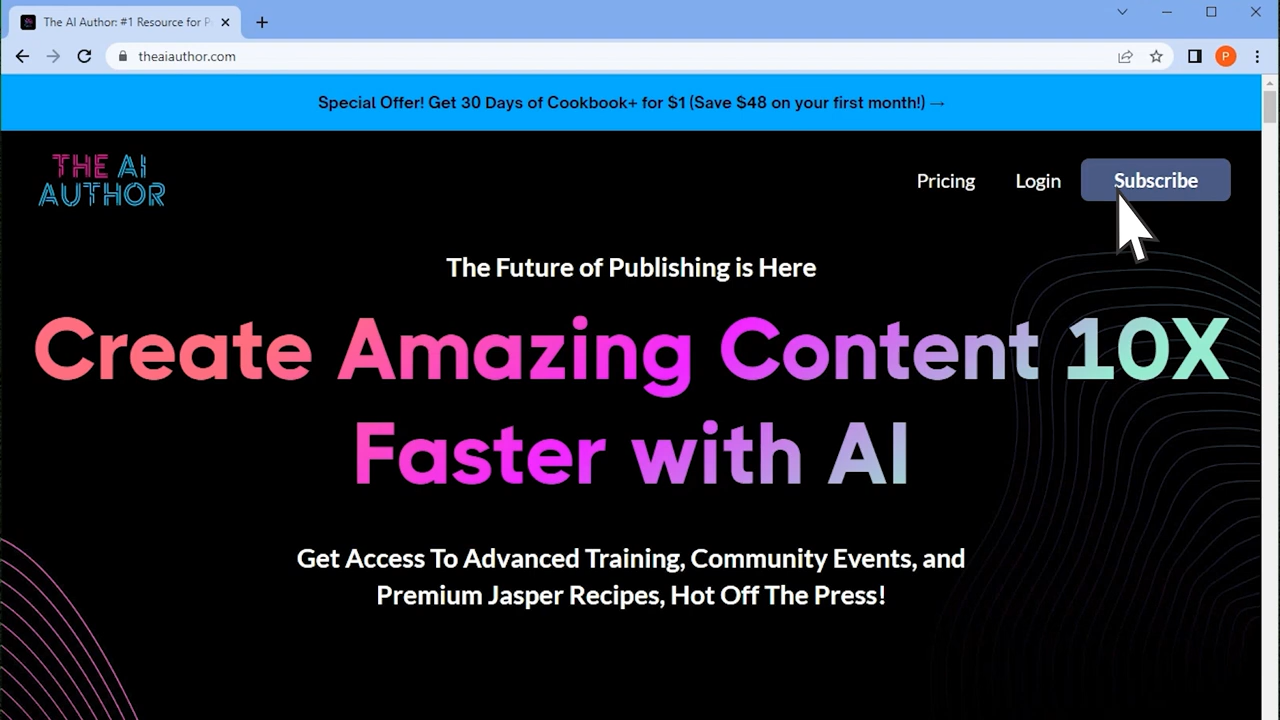 The AI Author: #1 Resource for P
theaiauthor.com
P
Special Offer! Get 30 Days of Cookbook+ for $1 (Save $48 on your first month!) →
THE AI
AUTHOR
Pricing Login Subscribe
The Future of Publishing is Here
Create Amazing Content 10X
Faster with AI
Get Access To Advanced Training, Community Events, and
Premium Jasper Recipes, Hot Off The Press!